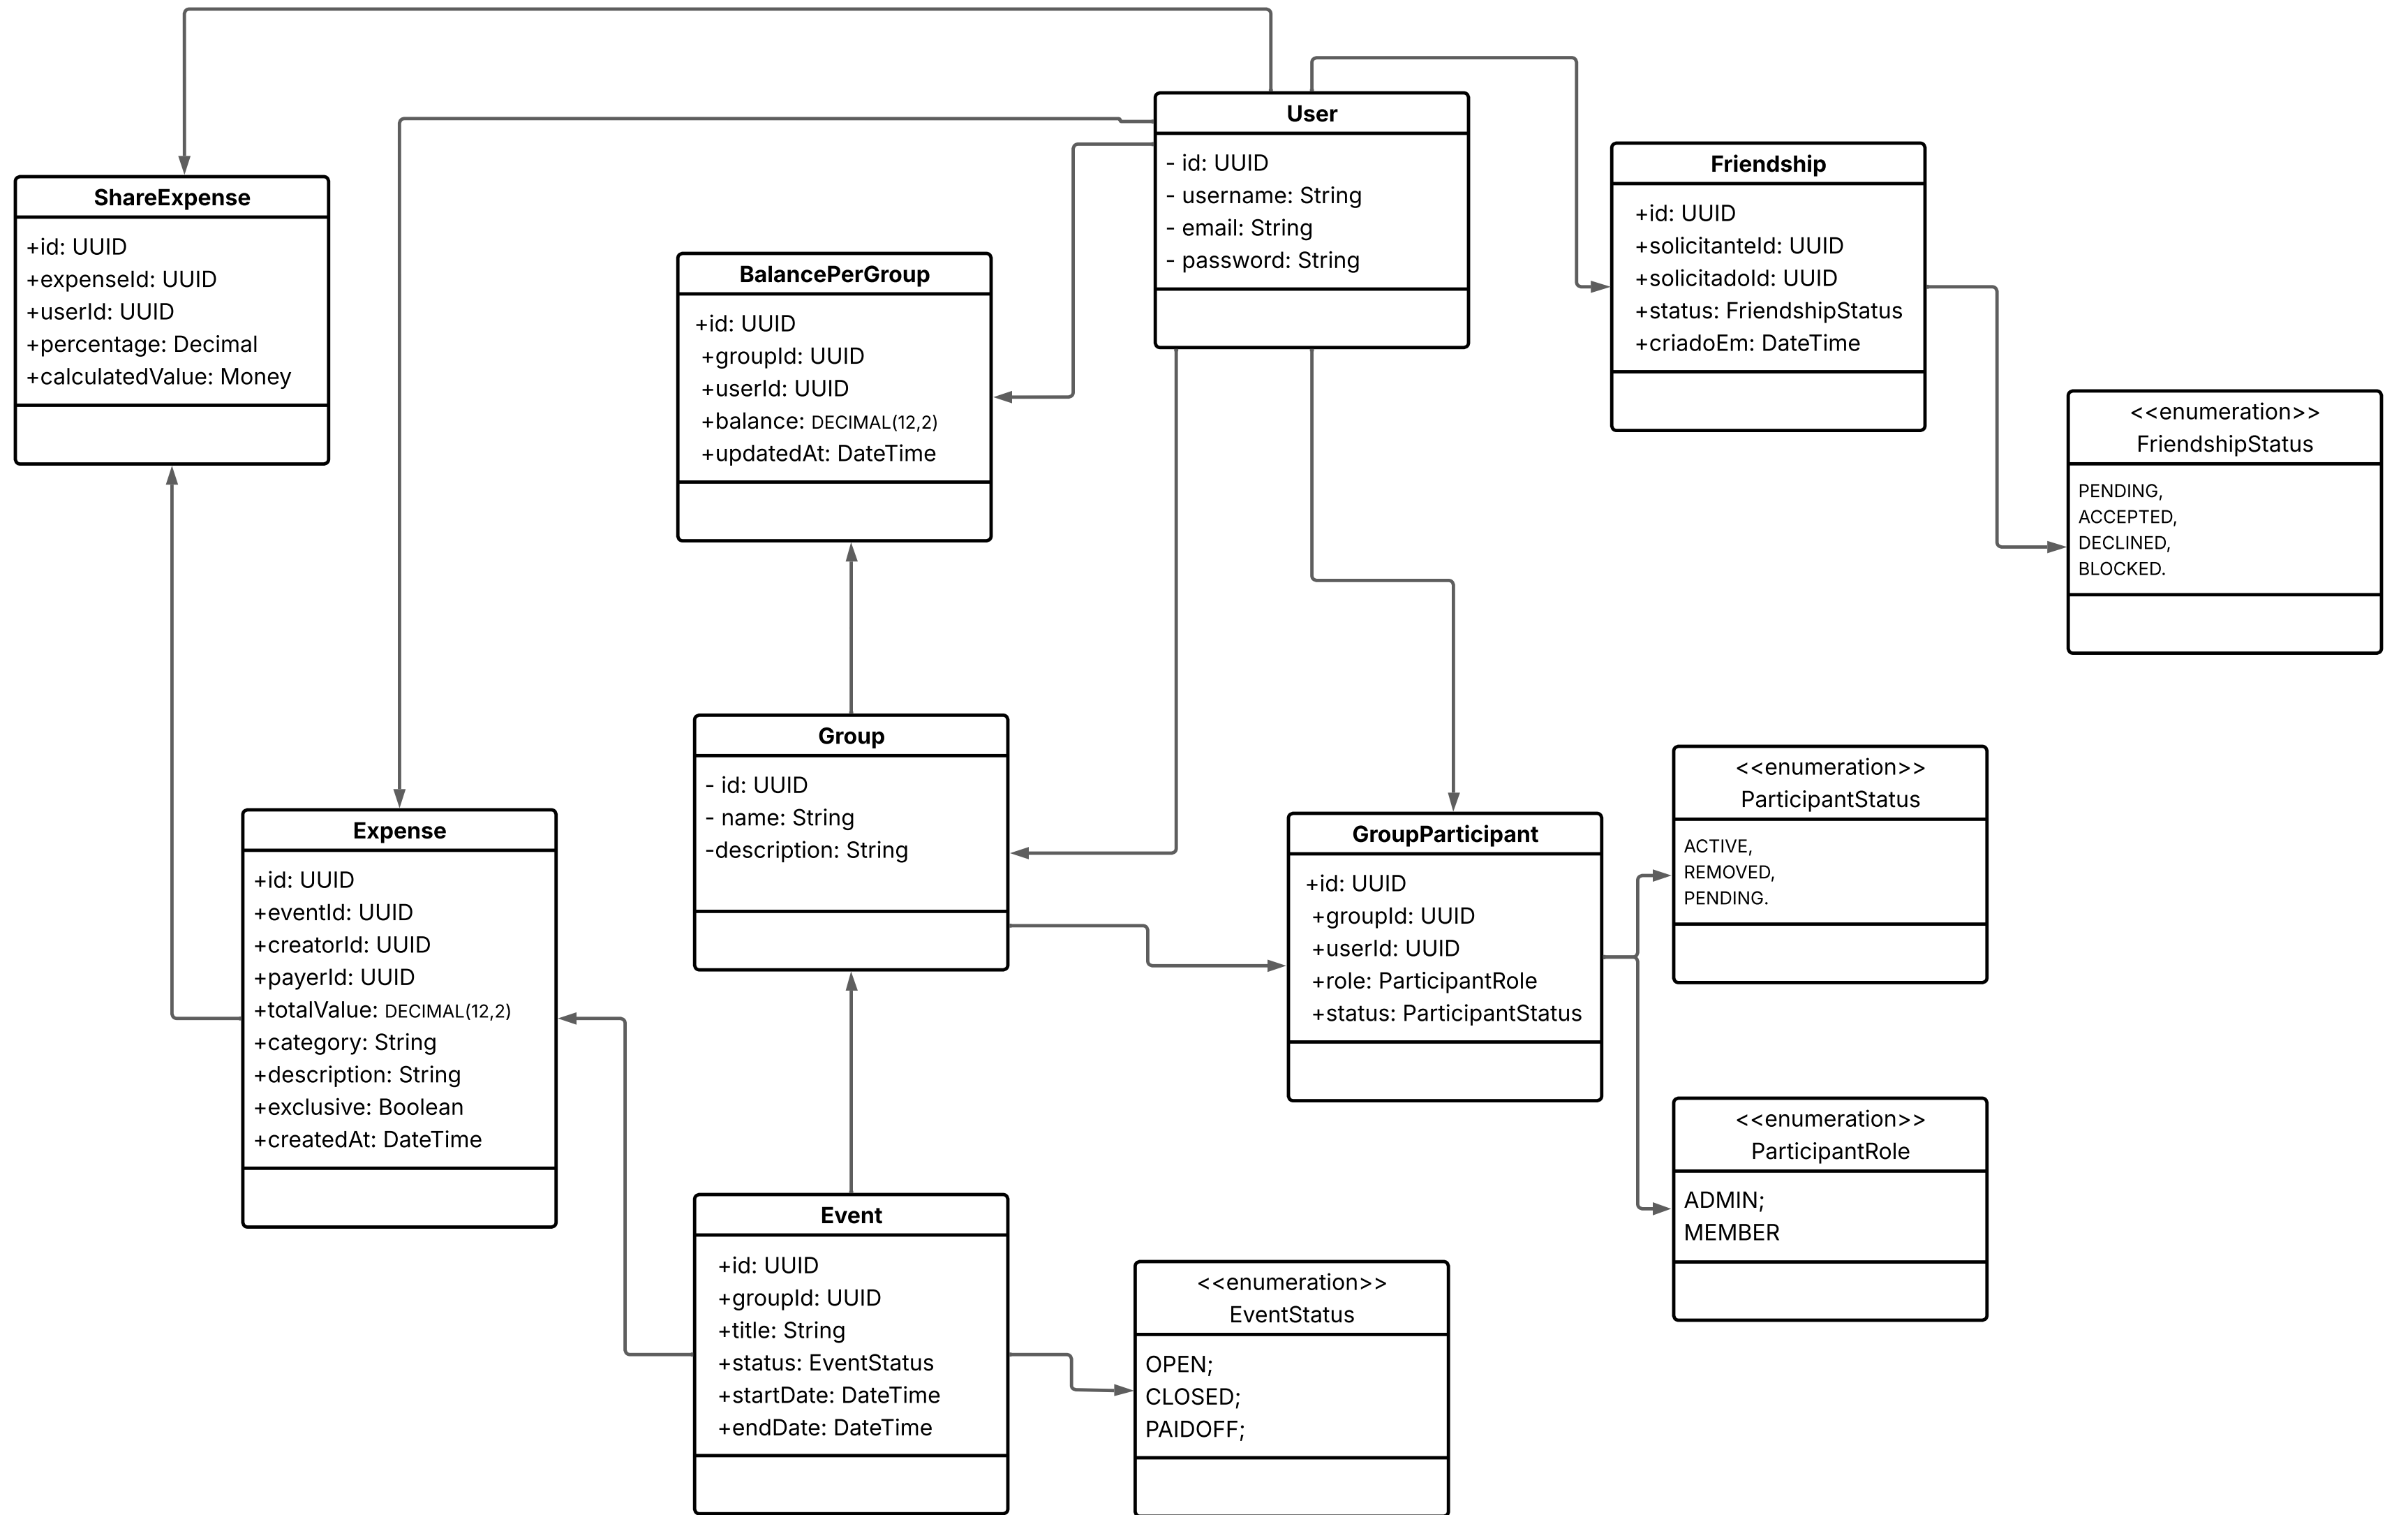 User
- id: UUID
- username: String
- email: String
- password: String
Friendship
+id: UUID
+solicitanteId: UUID
+solicitadoId: UUID
+status: FriendshipStatus
+criadoEm: DateTime
ShareExpense
+id: UUID
+expenseId: UUID
+userId: UUID
+percentage: Decimal
+calculatedValue: Money
BalancePerGroup
+id: UUID
+groupId: UUID
+userId: UUID
+balance: DECIMAL(12,2)
+updatedAt: DateTime
<<enumeration>>
FriendshipStatus
PENDING,
ACCEPTED,
DECLINED,
BLOCKED.
Group
- id: UUID
- name: String
-description: String
<<enumeration>>
ParticipantStatus
ACTIVE,
REMOVED,
PENDING.
Expense
+id: UUID
+eventId: UUID
+creatorId: UUID
+payerId: UUID
+totalValue: DECIMAL(12,2)
+category: String
+description: String
+exclusive: Boolean
+createdAt: DateTime
GroupParticipant
+id: UUID
+groupId: UUID
+userId: UUID
+role: ParticipantRole
+status: ParticipantStatus
<<enumeration>>
ParticipantRole
ADMIN;
MEMBER
Event
+id: UUID
+groupId: UUID
+title: String
+status: EventStatus
+startDate: DateTime
+endDate: DateTime
<<enumeration>>
EventStatus
OPEN;
CLOSED;
PAIDOFF;